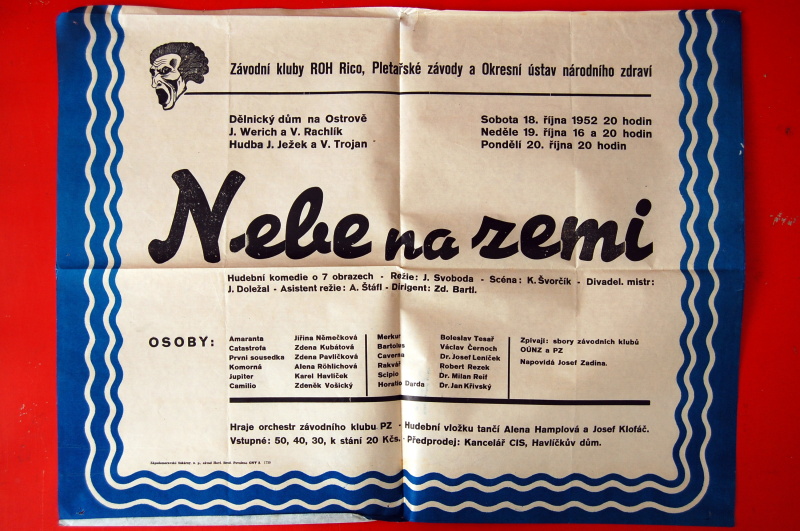 Závodní kluby ROH Rico, Pletařské závody a Okresní ústav národního zdraví
Dělnický dům na Ostrově
J. Werich a V. Rachlík
Hudba J. Ježek a V. Trojan
Sobota 18. října 1952 20 hodin
Neděle 19. října 16 a 20 hodin
Pondělí 20. října 20 hodin
Nebe na zemi
Hudební komedie o 7 obrazech - Režie: J. Svoboda - Scéna: K. Švorčík - Divadel. mistr:
J. Doležal - Asistent režie: A. Štáfl - Dirigent: Zd. Bartl.
OSOBY:
Amaranta Jiřina Němečková
Catastrofa Zdena Kubátová
První sousedka Zdena Pavlíčková
Komorná Alena Röhlichová
Jupiter Karel Havlíček
Camilio Zdeněk Vošický
Merkur Boleslav Tesař
Bartolo Václav Černoch
Caverna Dr. Josef Leníček
Rakvář Robert Rezek
Scipio Dr. Milan Reif
Horatio Darda Dr. Jan Křivský
Zpívají: sbory závodních klubů
OÚNZ a PZ
Napovídá Josef Zadina.
Hraje orchestr závodního klubu PZ - Hudební vložku tančí Alena Hamplová a Josef Klofáč.
Vstupné: 50, 40, 30, k stání 20 Kčs. - Předprodej: Kancelář CIS, Havlíčkův dům.